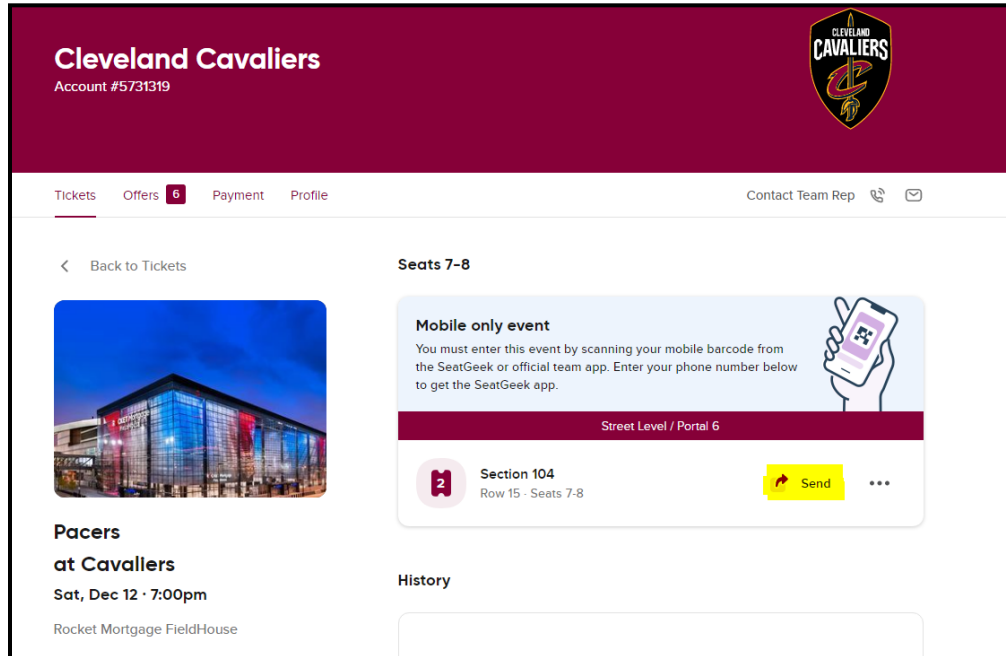 Cleveland Cavaliers
Account #5731319
CLEVELAND
CAVALIERS
Tickets Offers 6 Payment Profile
Contact Team Rep
Back to Tickets
Seats 7-8
Mobile only event
You must enter this event by scanning your mobile barcode from
the SeatGeek or official team app. Enter your phone number below
to get the SeatGeek app.
Street Level / Portal 6
2
Section 104
Row 15 · Seats 7-8
Send
Pacers
at Cavaliers
Sat, Dec 12 · 7:00pm
Rocket Mortgage FieldHouse
History